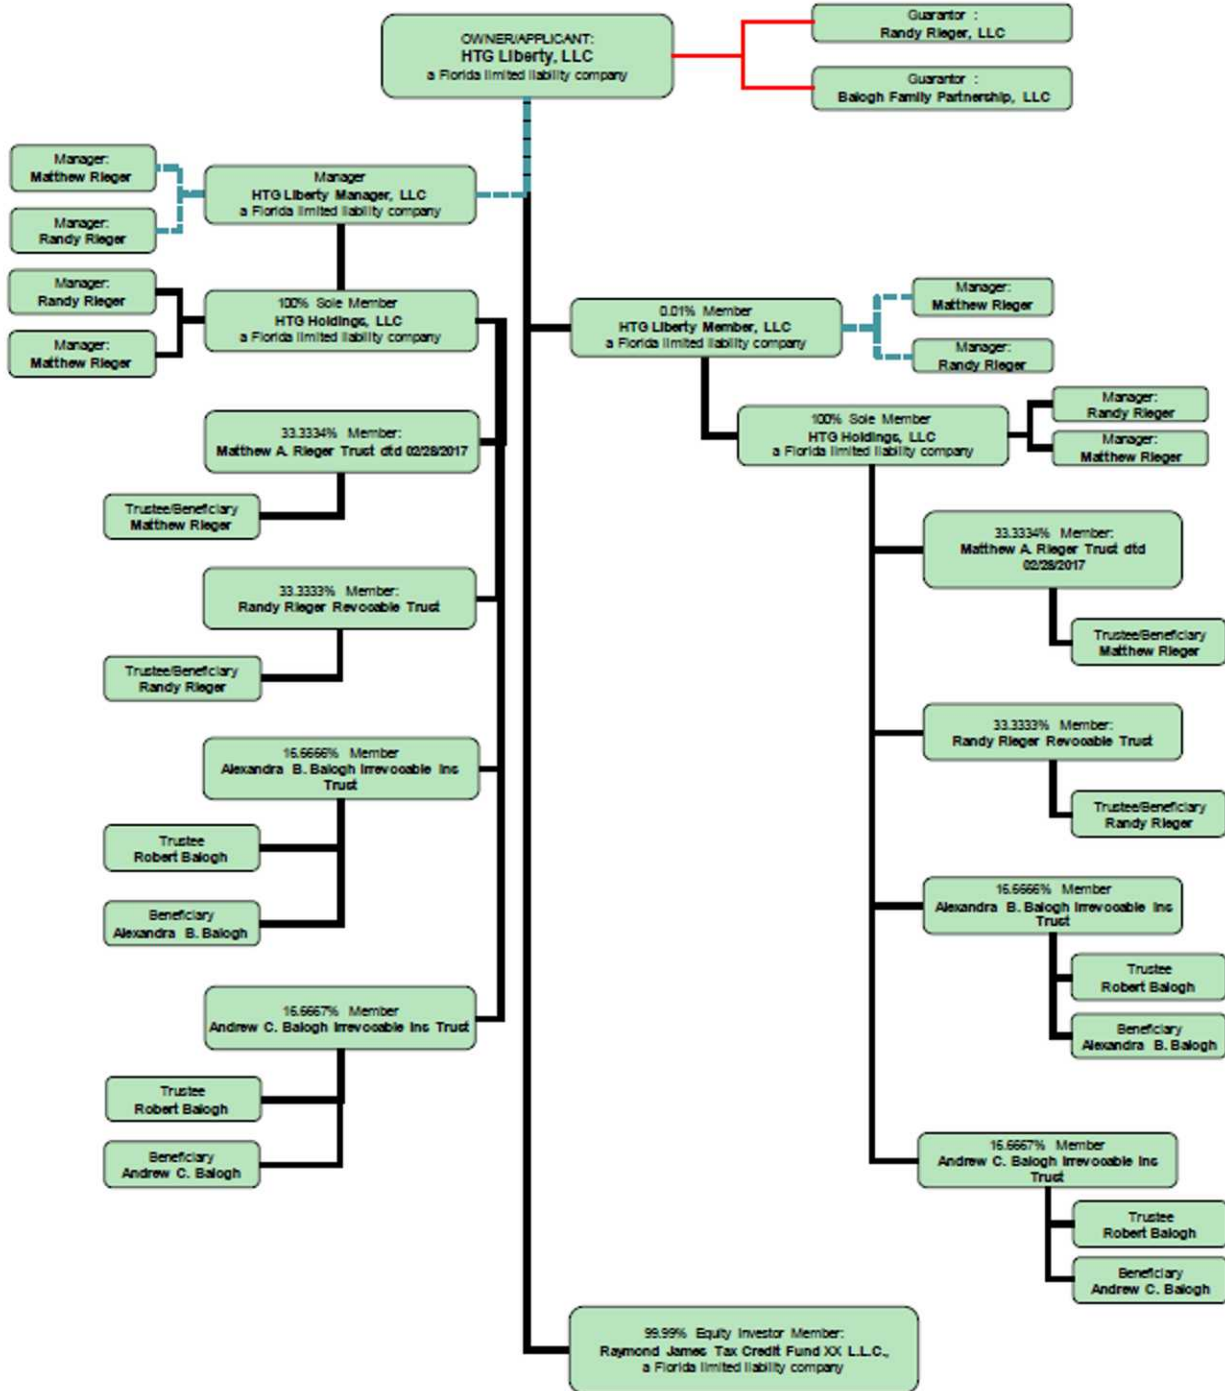 OWNER/APPLICANT:
HTG Liberty, LLC
a Florida limited liability company
Guarantor :
Randy Rieger, LLC
Guarantor :
Balogh Family Partnership, LLC
Manager:
Matthew Rieger
Manager:
Randy Rieger
Manager
HTG Liberty Manager, LLC
a Florida limited liability company
Manager:
Randy Rieger
Manager:
Matthew Rieger
100% Sole Member
HTG Holdings, LLC
a Florida limited liability company
33.3334% Member:
Matthew A. Rieger Trust dtd 02/28/2017
Trustee/Beneficiary
Matthew Rieger
33.3333% Member:
Randy Rieger Revocable Trust
Trustee/Beneficiary
Randy Rieger
16.6666% Member
Alexandra B. Balogh Irrevocable Ins
Trust
Trustee
Robert Balogh
Beneficiary
Alexandra B. Balogh
16.6667% Member
Andrew C. Balogh Irrevocable Ins Trust
Trustee
Robert Balogh
Beneficiary
Andrew C. Balogh
0.01% Member
HTG Liberty Member, LLC
a Florida limited liability company
Manager:
Matthew Rieger
Manager:
Randy Rieger
100% Sole Member
HTG Holdings, LLC
a Florida limited liability company
Manager:
Randy Rieger
Manager:
Matthew Rieger
33.3334% Member:
Matthew A. Rieger Trust dtd
02/28/2017
Trustee/Beneficiary
Matthew Rieger
33.3333% Member:
Randy Rieger Revocable Trust
Trustee/Beneficiary
Randy Rieger
16.6666% Member
Alexandra B. Balogh Irrevocable Ins
Trust
Trustee
Robert Balogh
Beneficiary
Alexandra B. Balogh
16.6667% Member
Andrew C. Balogh Irrevocable Ins
Trust
Trustee
Robert Balogh
Beneficiary
Andrew C. Balogh
99.99% Equity Investor Member:
Raymond James Tax Credit Fund XX L.L.C.,
a Florida limited liability company